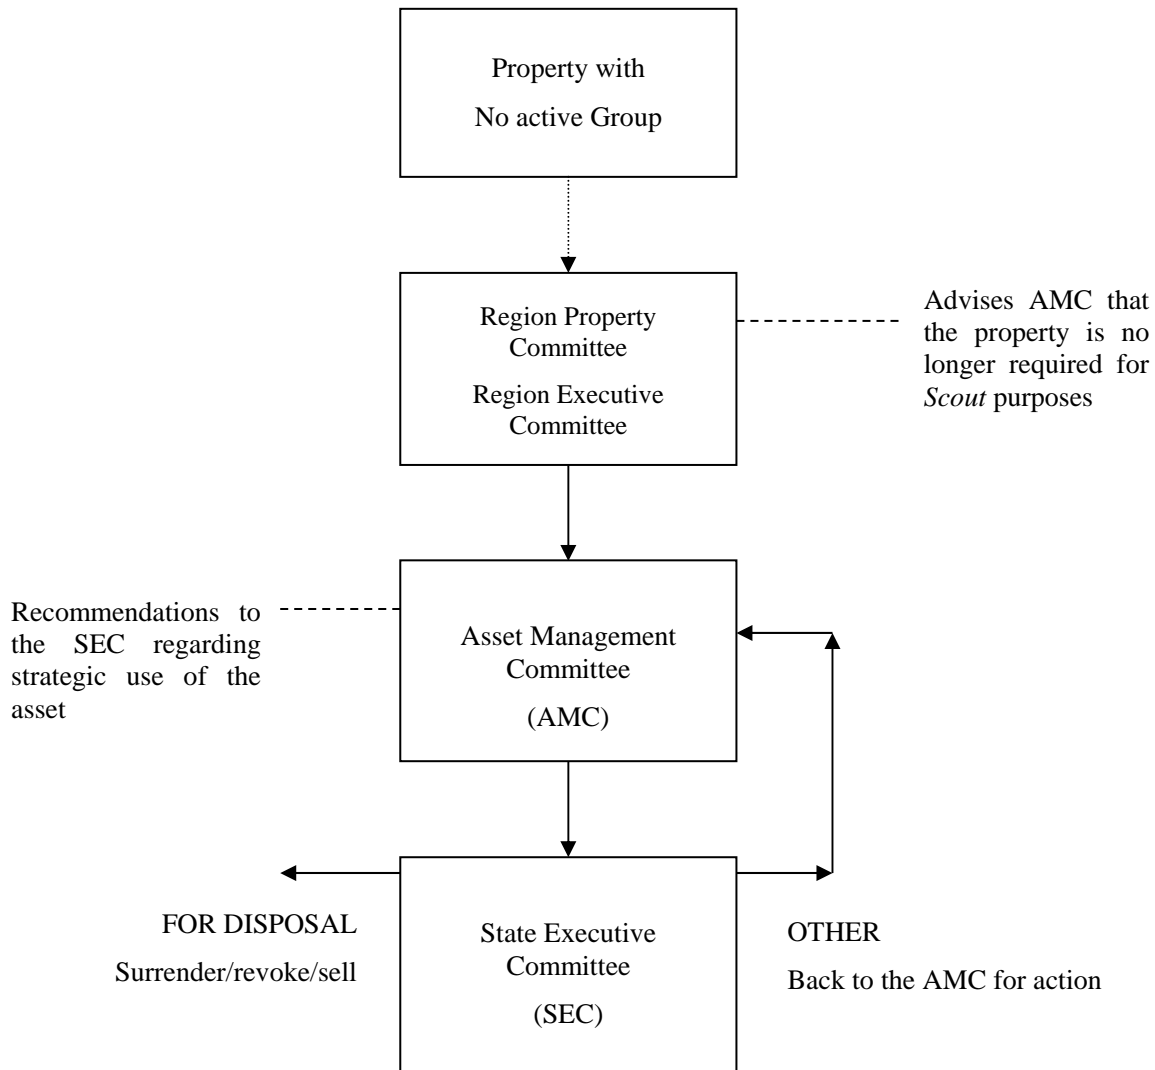 Property with
No active Group
Region Property
Committee
Region Executive
Committee
Advises AMC that
the property is no
longer required for
Scout purposes
Recommendations to
the SEC regarding
strategic use of the
asset
Asset Management
Committee
(AMC)
FOR DISPOSAL
Surrender/revoke/sell
State Executive
Committee
(SEC)
OTHER
Back to the AMC for action